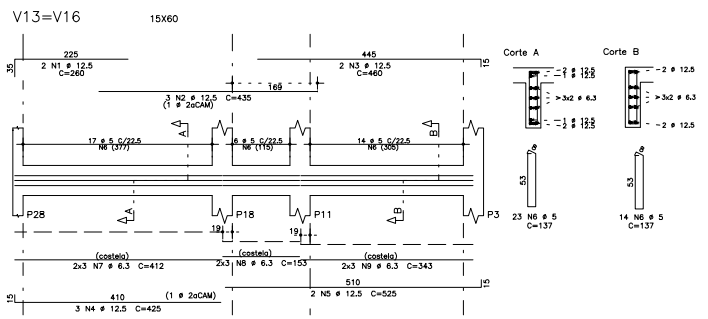 V13=V16
15X60
225
2 N1 ø 12.5
C=260
35
445
2 N3 ø 12.5
C=460
15
169
3 N2 ø 12.5 C=435
(1 ø 2aCAM)
A
B
17 ø 5 C/22.5
N6 (377)
6 ø 5 C/22.5
N6 (115)
14 ø 5 C/22.5
N6 (305)
A
B
P28
P18
P11
P3
19
19
(costela)
2x3 N7 ø 6.3 C=412
(costela)
2x3 N8 ø 6.3 C=153
(costela)
2x3 N9 ø 6.3 C=343
15
410
(1 ø 2aCAM)
3 N4 ø 12.5 C=425
510
2 N5 ø 12.5 C=525
15
Corte A
2 ø 12.5
1 ø 12.5
3x2 ø 6.3
1 ø 12.5
2 ø 12.5
53
8
23 N6 ø 5
C=137
Corte B
2 ø 12.5
3x2 ø 6.3
2 ø 12.5
53
8
14 N6 ø 5
C=137